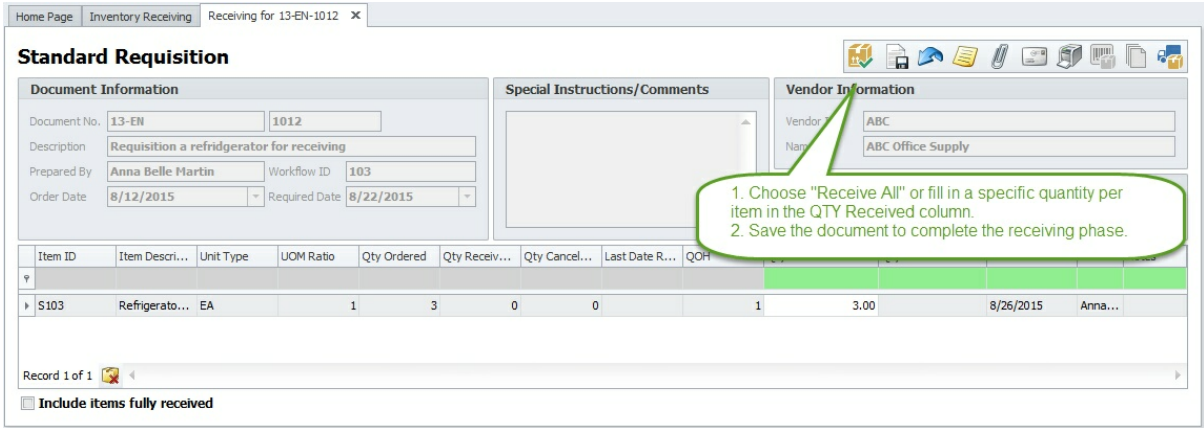 Home Page Inventory Receiving Receiving for 13-EN-1012 X
Standard Requisition
Document Information
Document No. 13-EN 1012
Description Requisition a refridgerator for receiving
Prepared By Anna Belle Martin Workflow ID 103
Order Date 8/12/2015 Required Date 8/22/2015
Special Instructions/Comments
Vendor Information
Vendor ABC
ABC Office Supply
1. Choose "Receive All" or fill in a specific quantity per
item in the QTY Received column.
2. Save the document to complete the receiving phase.
Item ID Item Descri... Unit Type UOM Ratio Qty Ordered Qty Receiv... Qty Cancel... Last Date R... QOH
S103 Refrigerato... EA 1 3 0 0 1 3.00 8/26/2015 Anna...
Record 1 of 1
Include items fully received